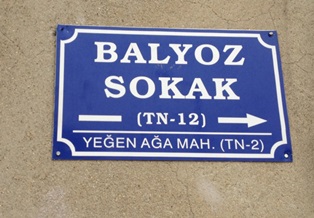 BALYOZ
SOKAK
(TN-12)
YEĞEN AĞA MAH. (TN-2)